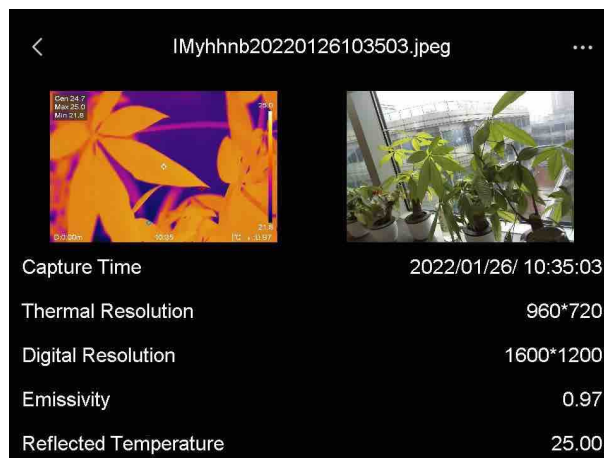 IMyhhnb20220126103503.jpeg
Cen 24.7
Max 25.0
Min 21.8
25.0
21.8
10:35
0.97
Capture Time 2022/01/26/ 10:35:03
Thermal Resolution 960*720
Digital Resolution 1600*1200
Emissivity 0.97
Reflected Temperature 25.00